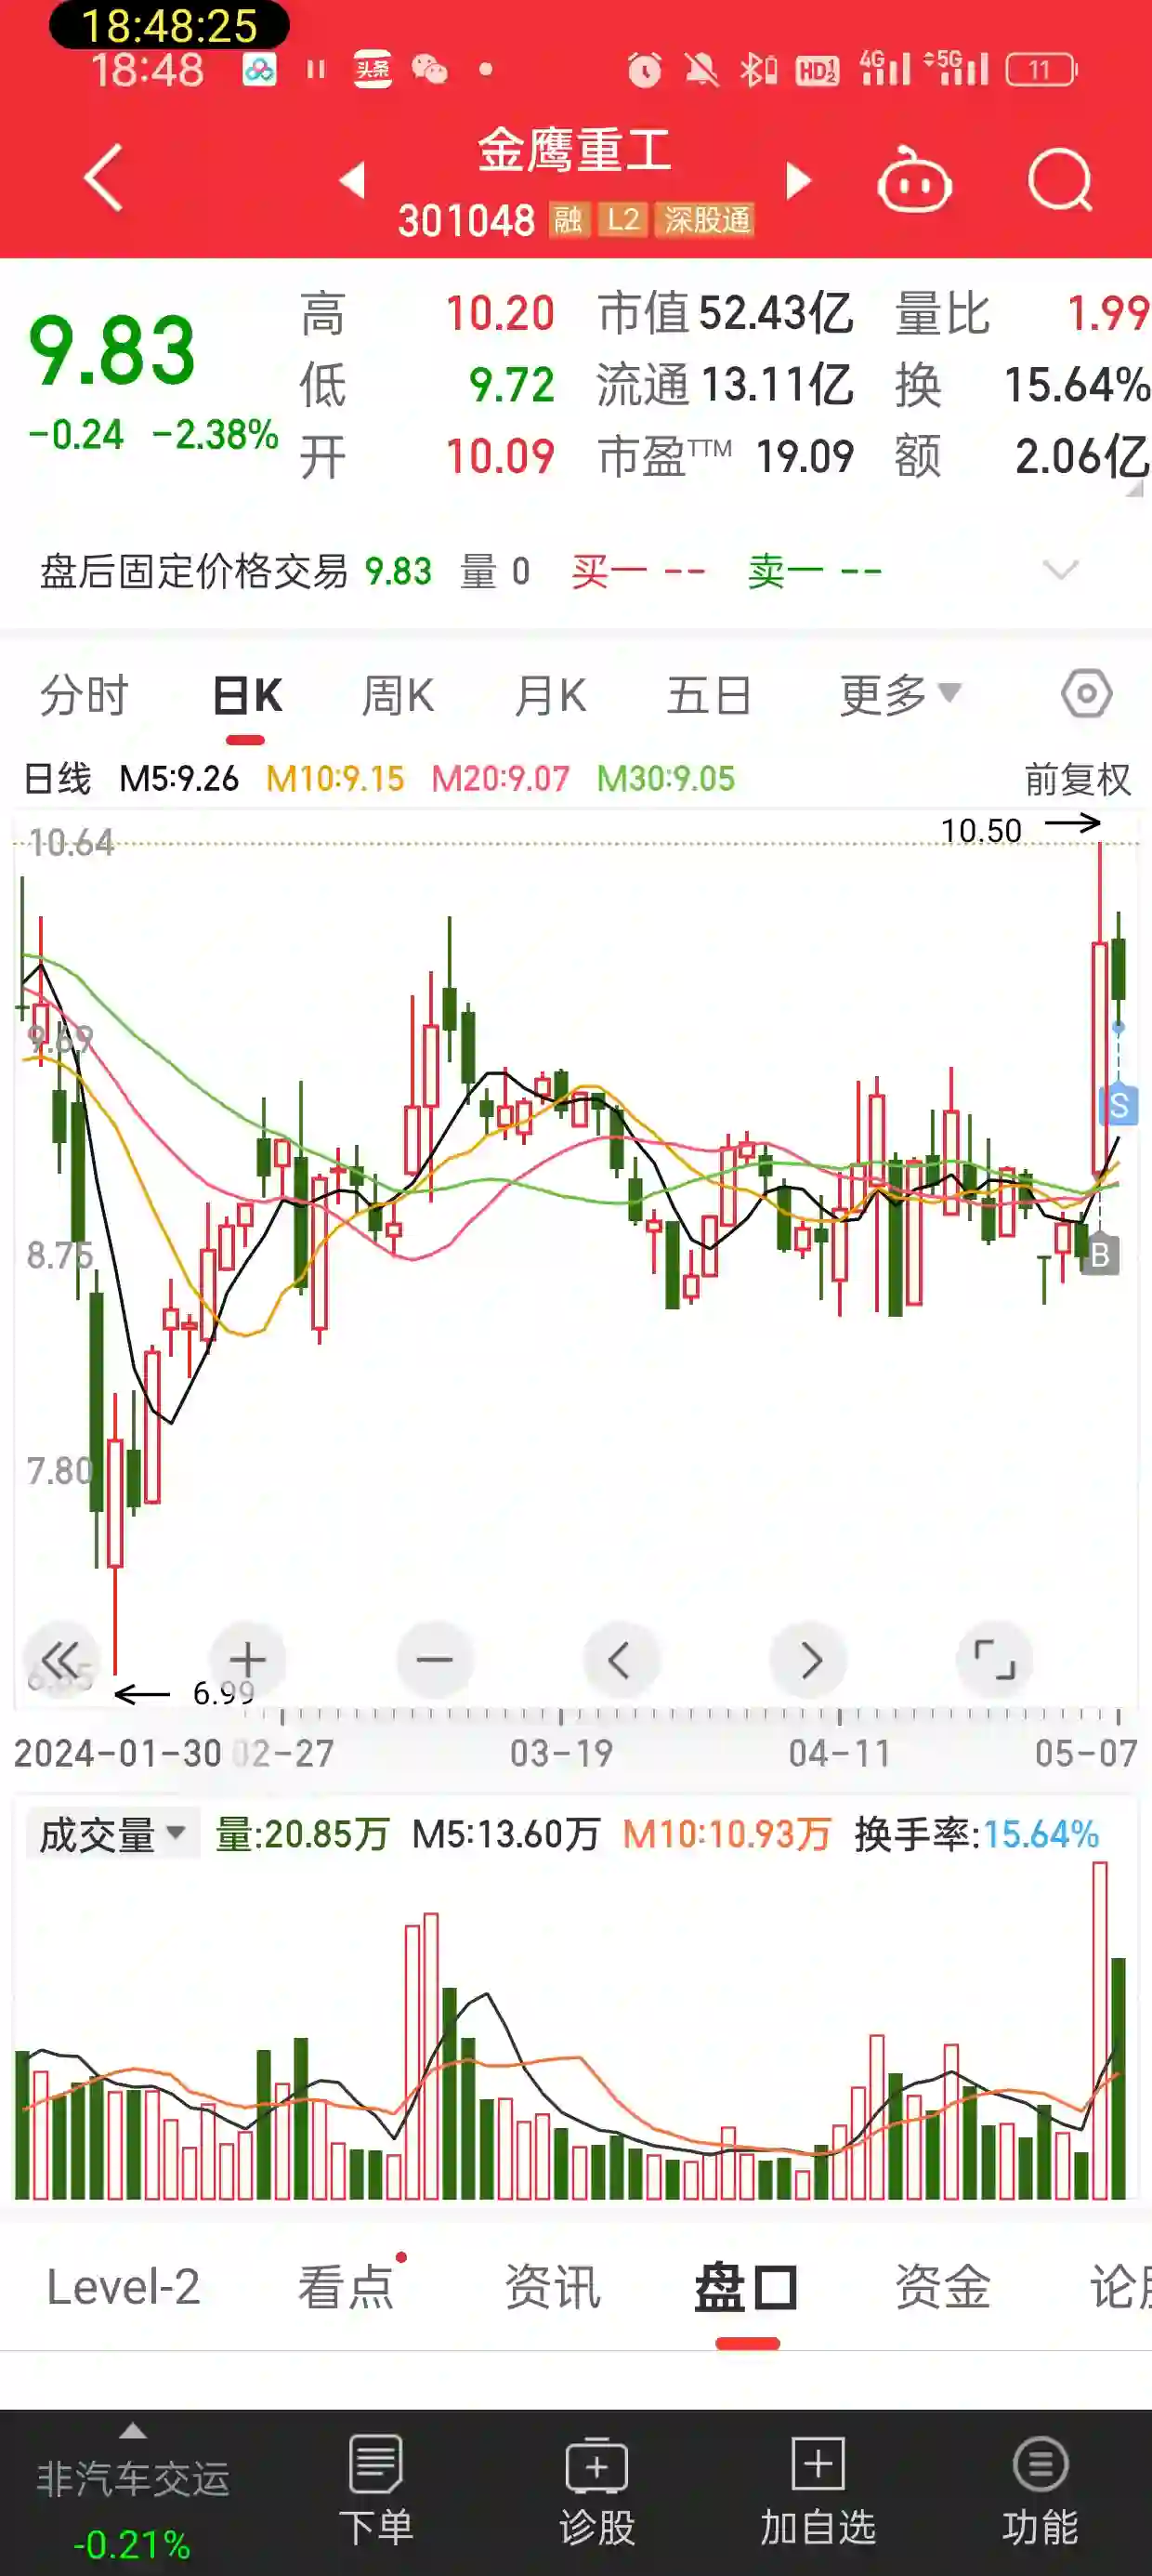 18:48:25
18:48 头条 HD 4G 5G 11
金鹰重工
301048 融 L2 深股通
9.83
-0.24 -2.38%
高 10.20 市值 52.43亿 量比 1.99
低 9.72 流通 13.11亿 换 15.64%
开 10.09 市盈TTM 19.09 额 2.06亿
盘后固定价格交易 9.83 量 0 买一 -- 卖一 --
分时 日K 周K 月K 五日 更多
日线 M5:9.26 M10:9.15 M20:9.07 M30:9.05 前复权
10.64
10.50
9.69
S
8.75
B
7.80
6.99
2024-01-30 02-27 03-19 04-11 05-07
成交量 量:20.85万 M5:13.60万 M10:10.93万 换手率:15.64%
Level-2 看点 资讯 盘口 资金 论
非汽车交运
-0.21%
下单 诊股 加自选 功能